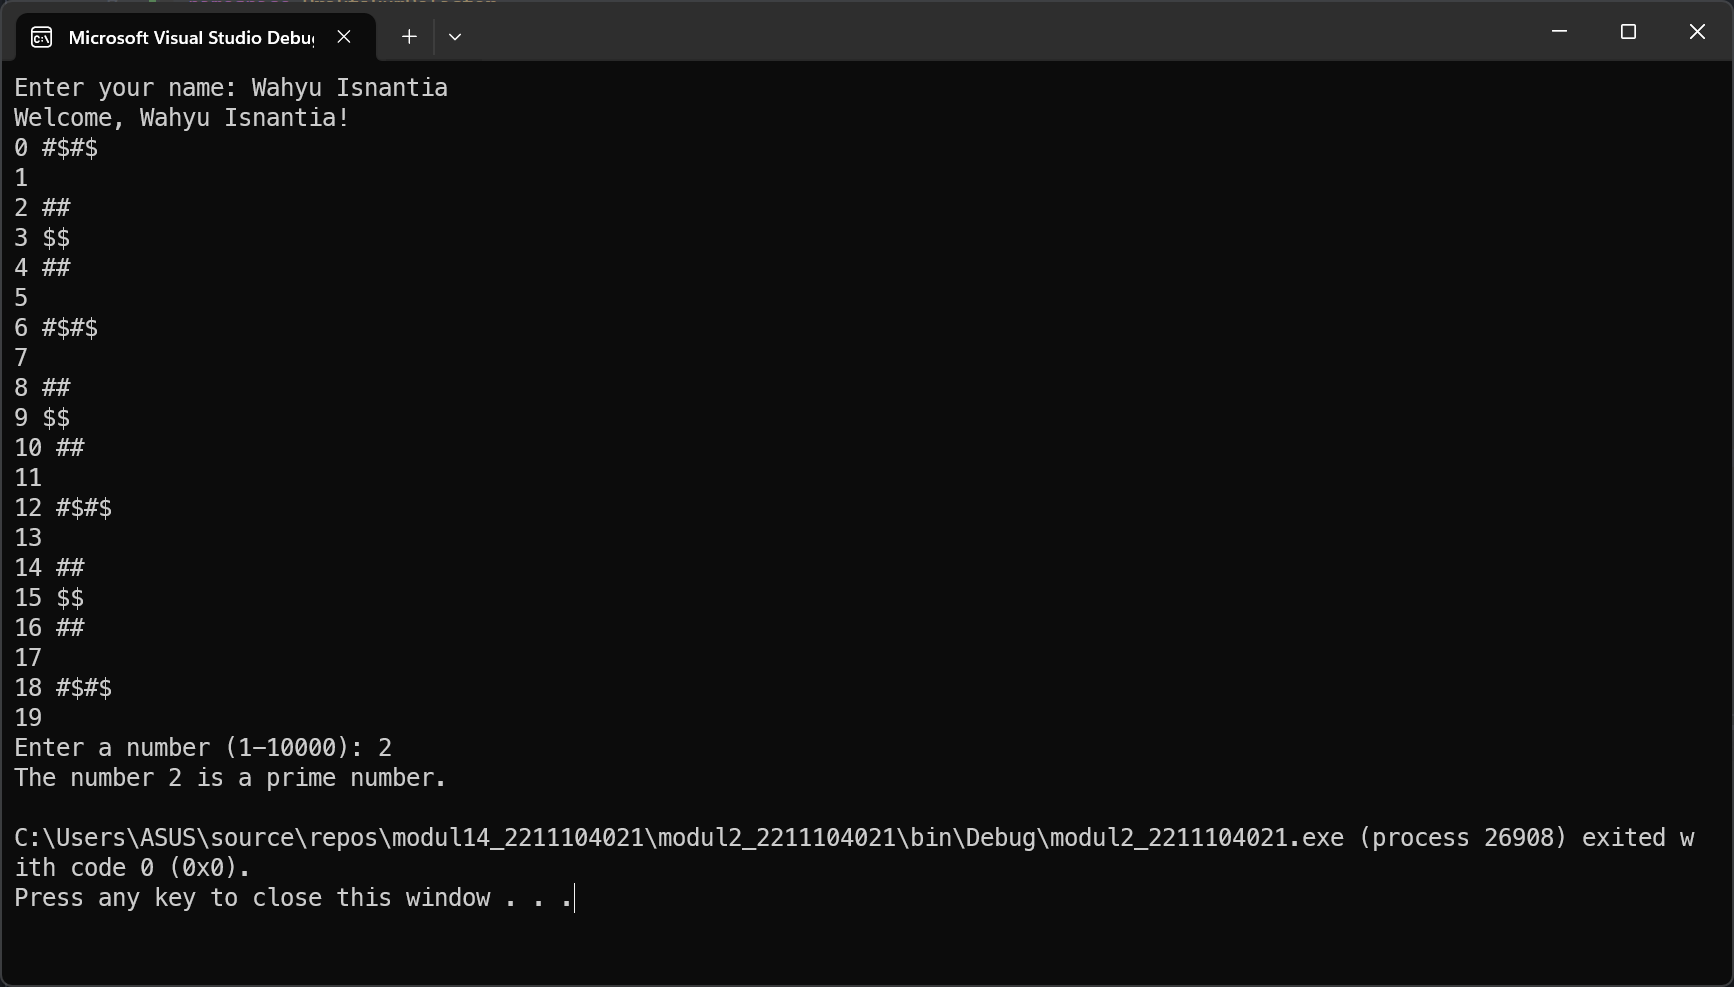 Microsoft Visual Studio Debug
Enter your name: Wahyu Isnantia
Welcome, Wahyu Isnantia!
0 #$#$
1
2 ##
3 $$
4 ##
5
6 #$#$
7
8 ##
9 $$
10 ##
11
12 #$#$
13
14 ##
15 $$
16 ##
17
18 #$#$
19
Enter a number (1-10000): 2
The number 2 is a prime number.
C:\Users\ASUS\source\repos\modul14_2211104021\modul2_2211104021\bin\Debug\modul2_2211104021.exe (process 26908) exited w
ith code 0 (0x0).
Press any key to close this window . . .